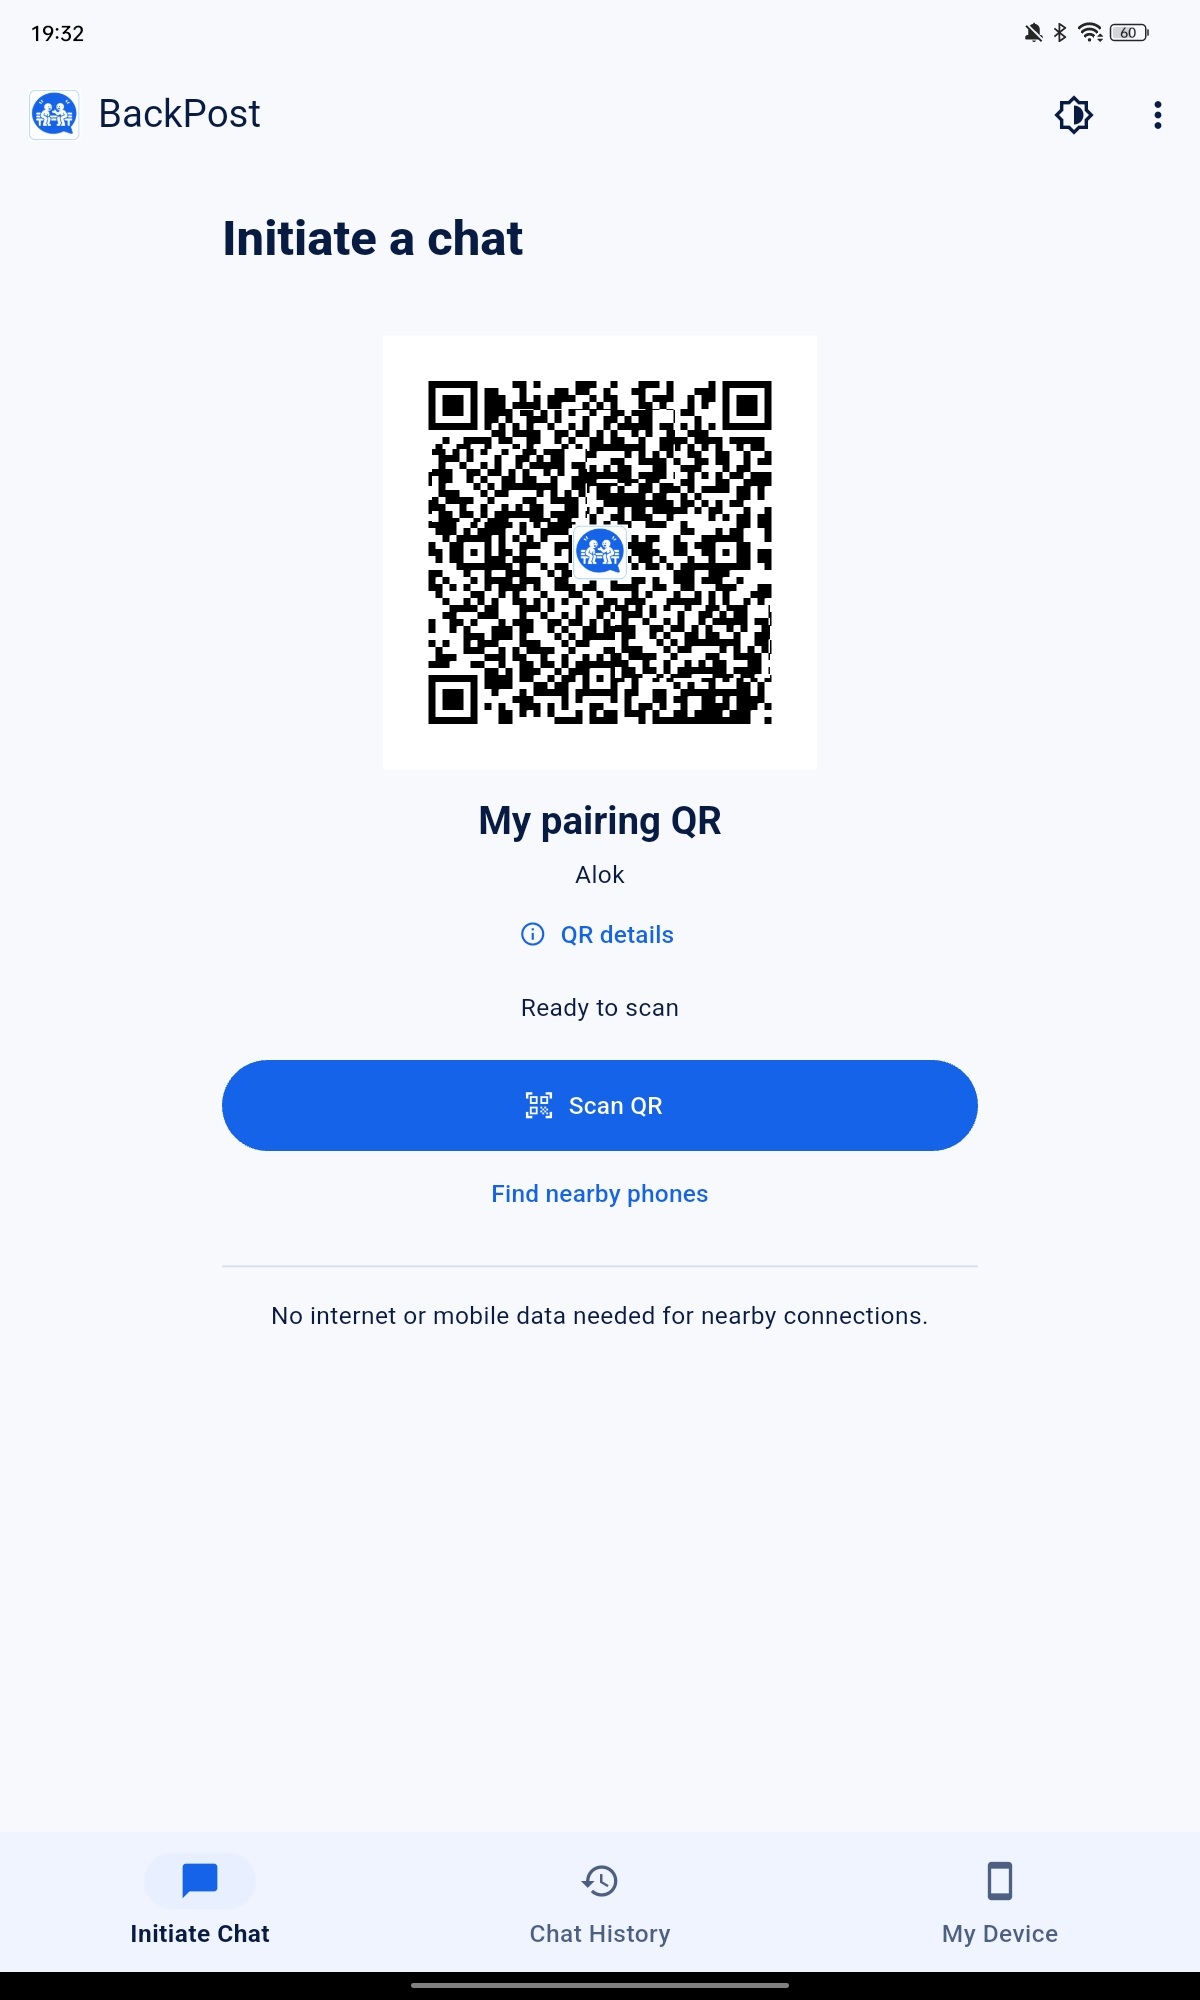 19:32
60
BackPost
Initiate a chat
My pairing QR
Alok
QR details
Ready to scan
Scan QR
Find nearby phones
No internet or mobile data needed for nearby connections.
Initiate Chat
Chat History
My Device